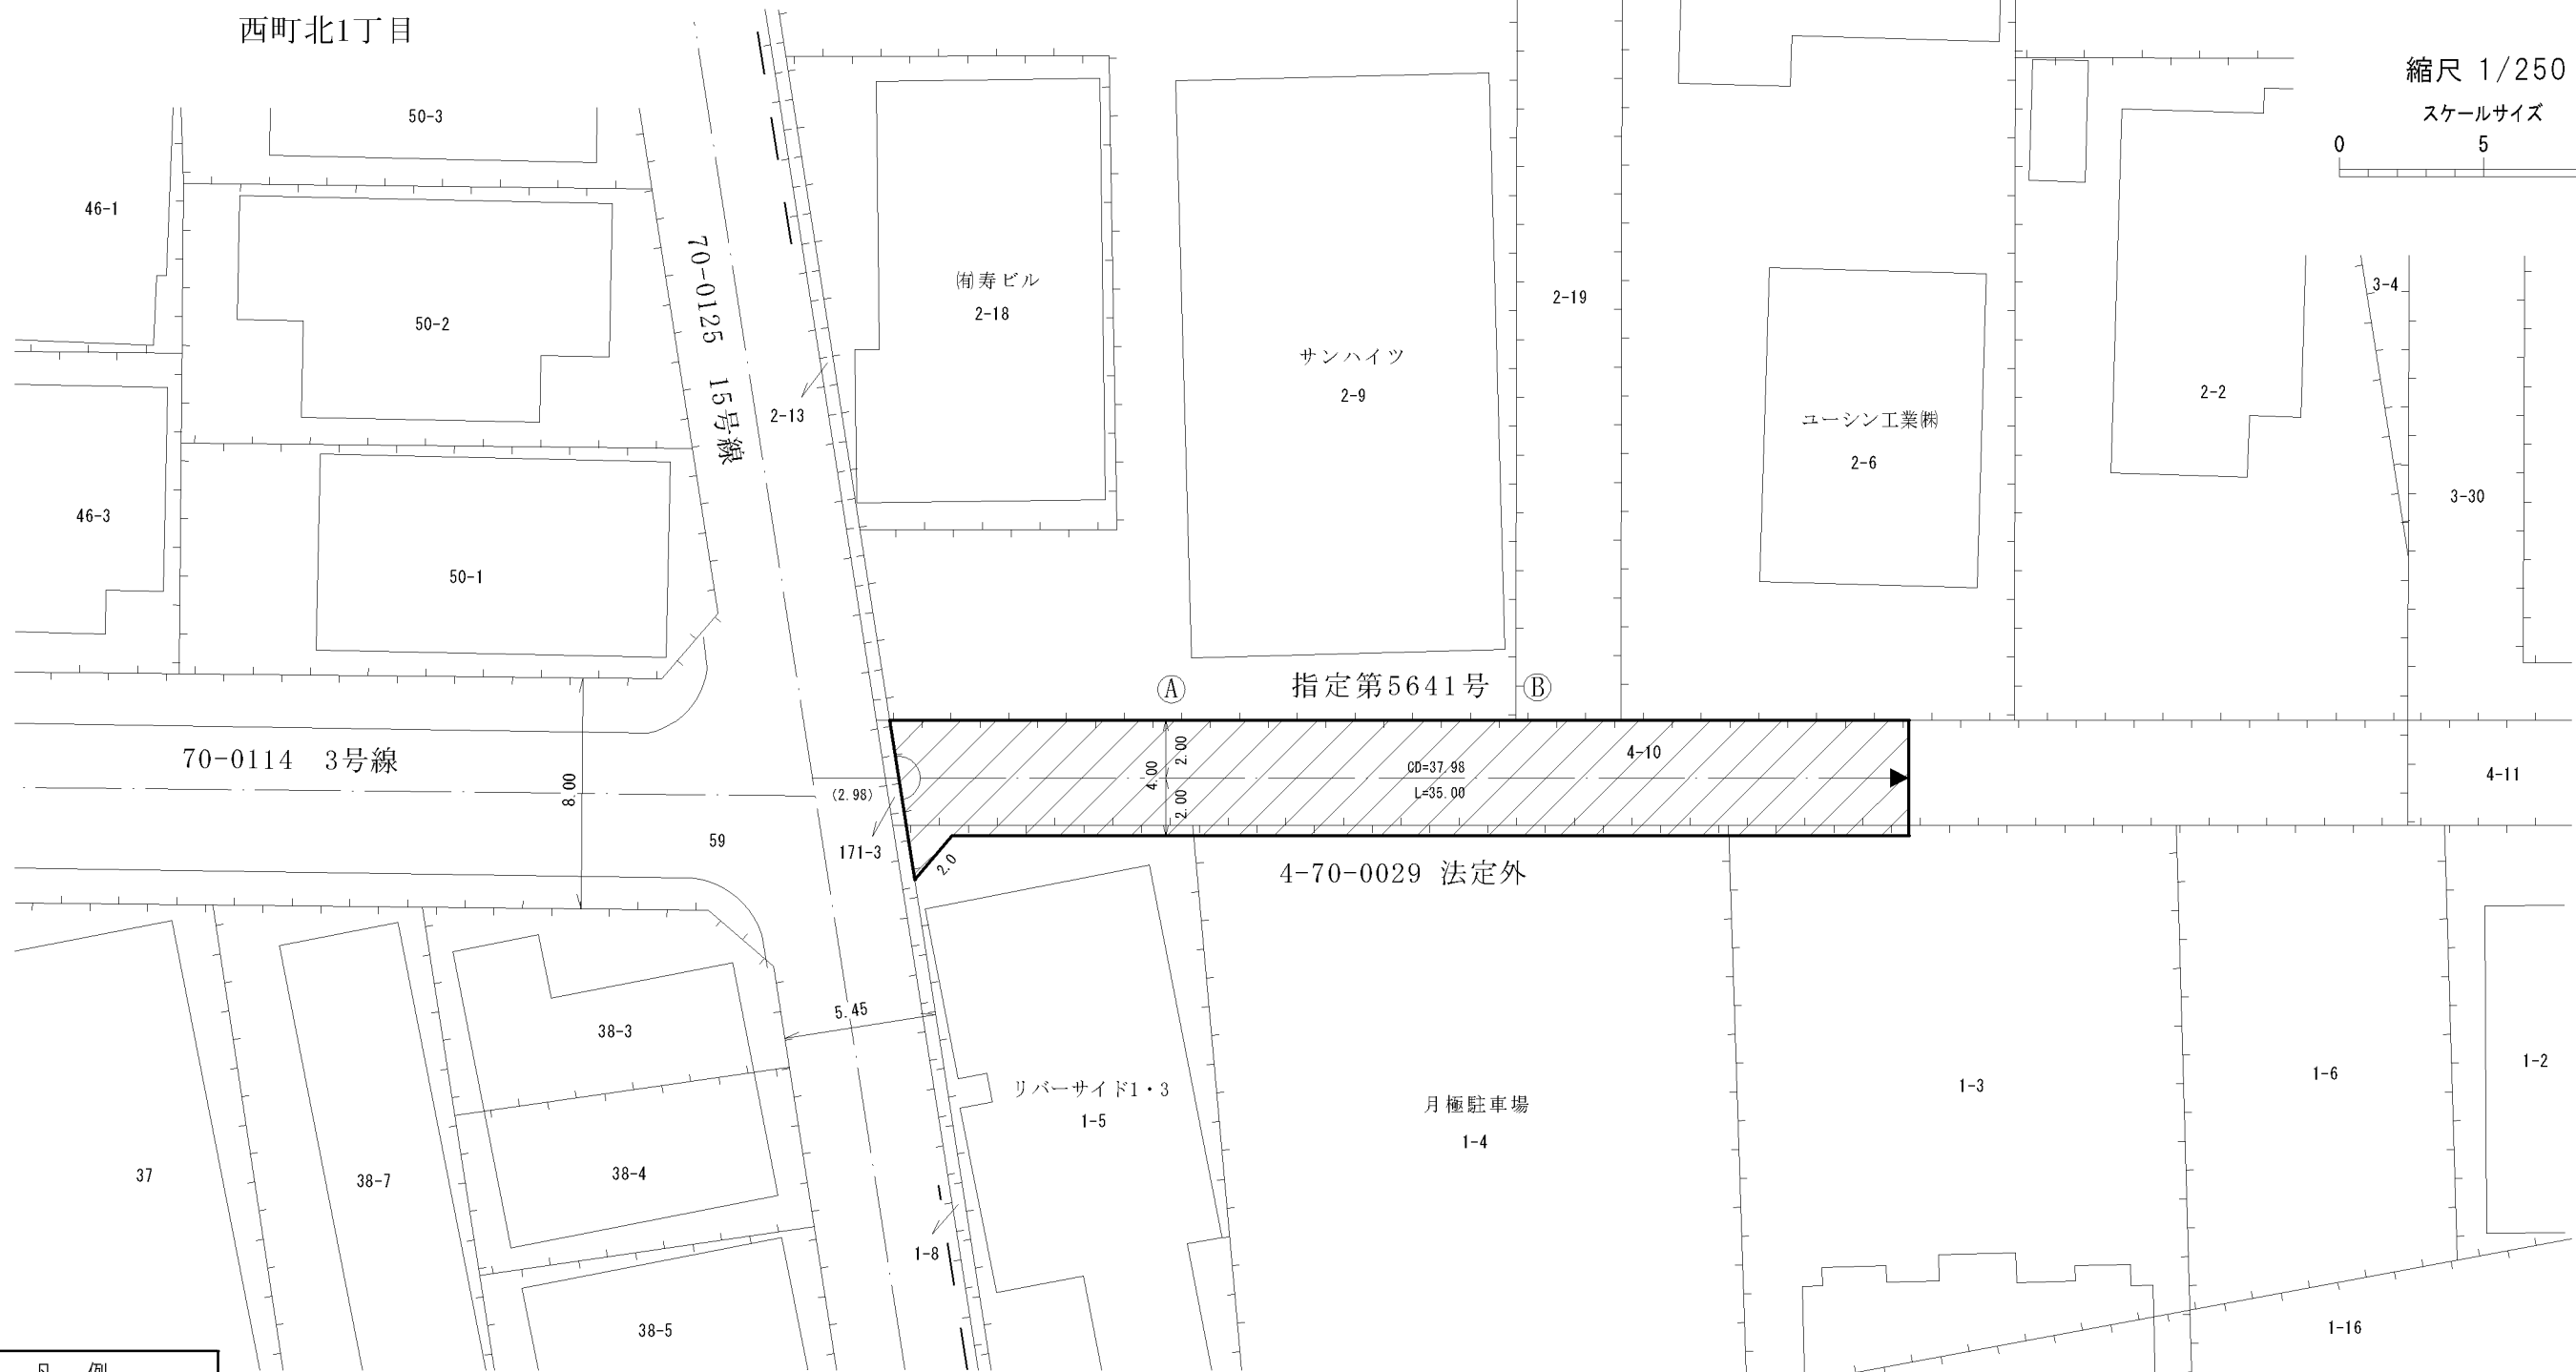 西町北1丁目
縮尺 1/250
スケールサイズ
0 5
50-3
46-1
50-2
46-3
50-1
70-0125 15号線
2-13
㈲寿ビル
2-18
サンハイツ
2-9
2-19
ユーシン工業㈱
2-6
2-2
3-4
3-30
Ⓐ 指定第5641号 Ⓑ
70-0114 3号線
8.00
59
(2.98)
171-3
2.0
4.00
2.00
2.00
CD=37.98
L=35.00
4-10
4-11
4-70-0029 法定外
5.45
38-3
38-4
38-5
38-7
37
1-8
リバーサイド1・3
1-5
月極駐車場
1-4
1-3
1-6
1-2
1-16
凡 例